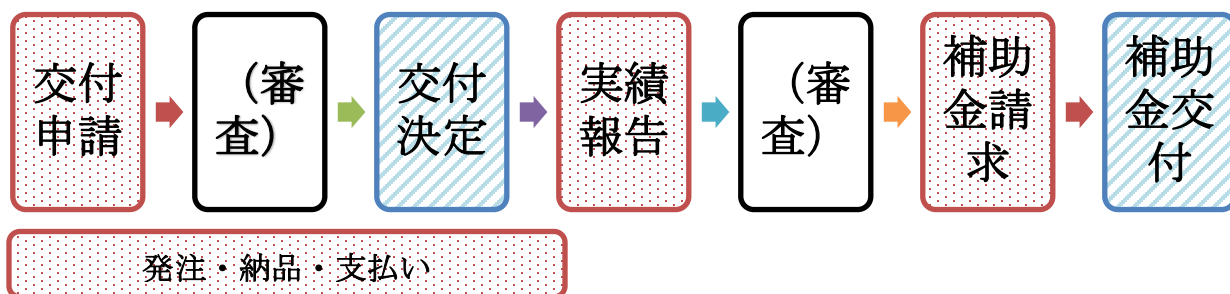 交付
申請
（審
査）
交付
決定
実績
報告
（審
査）
補助
金請
求
補助
金交
付
発注・納品・支払い